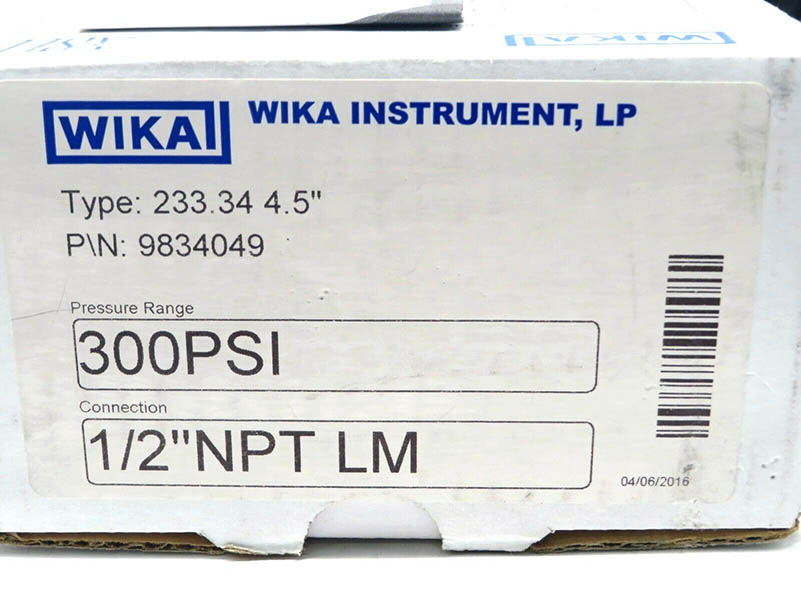 WIKA
WIKA
WIKA INSTRUMENT, LP
Type: 233.34 4.5"
P\N: 9834049
Pressure Range
300PSI
Connection
1/2"NPT LM
04/06/2016